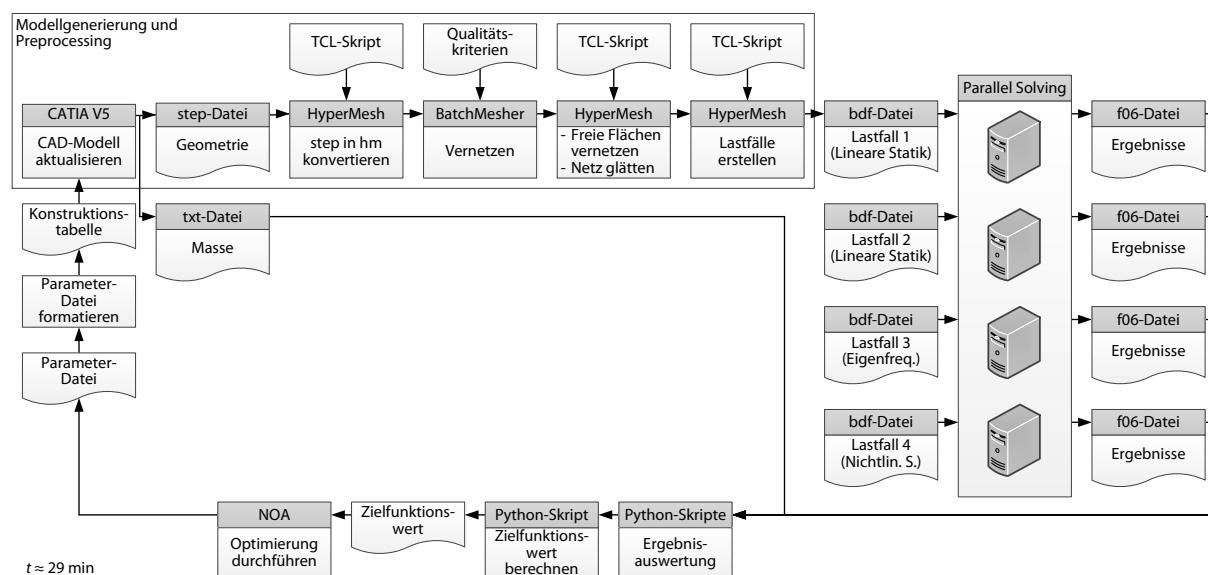 Modellgenerierung und
Preprocessing
TCL-Skript
Qualitäts-
kriterien
TCL-Skript
TCL-Skript
CATIA V5
CAD-Modell
aktualisieren
step-Datei
Geometrie
HyperMesh
step in hm
konvertieren
BatchMesher
Vernetzen
HyperMesh
- Freie Flächen
vernetzen
- Netz glätten
HyperMesh
Lastfälle
erstellen
bdf-Datei
Lastfall 1
(Lineare Statik)
Parallel Solving
f06-Datei
Ergebnisse
Konstruktions-
tabelle
txt-Datei
Masse
bdf-Datei
Lastfall 2
(Lineare Statik)
f06-Datei
Ergebnisse
Parameter-
Datei
formatieren
bdf-Datei
Lastfall 3
(Eigenfreq.)
f06-Datei
Ergebnisse
Parameter-
Datei
bdf-Datei
Lastfall 4
(Nichtlin. S.)
f06-Datei
Ergebnisse
NOA
Optimierung
durchführen
Zielfunktions-
wert
Python-Skript
Zielfunktions-
wert
berechnen
Python-Skripte
Ergebnis-
auswertung
t ≈ 29 min